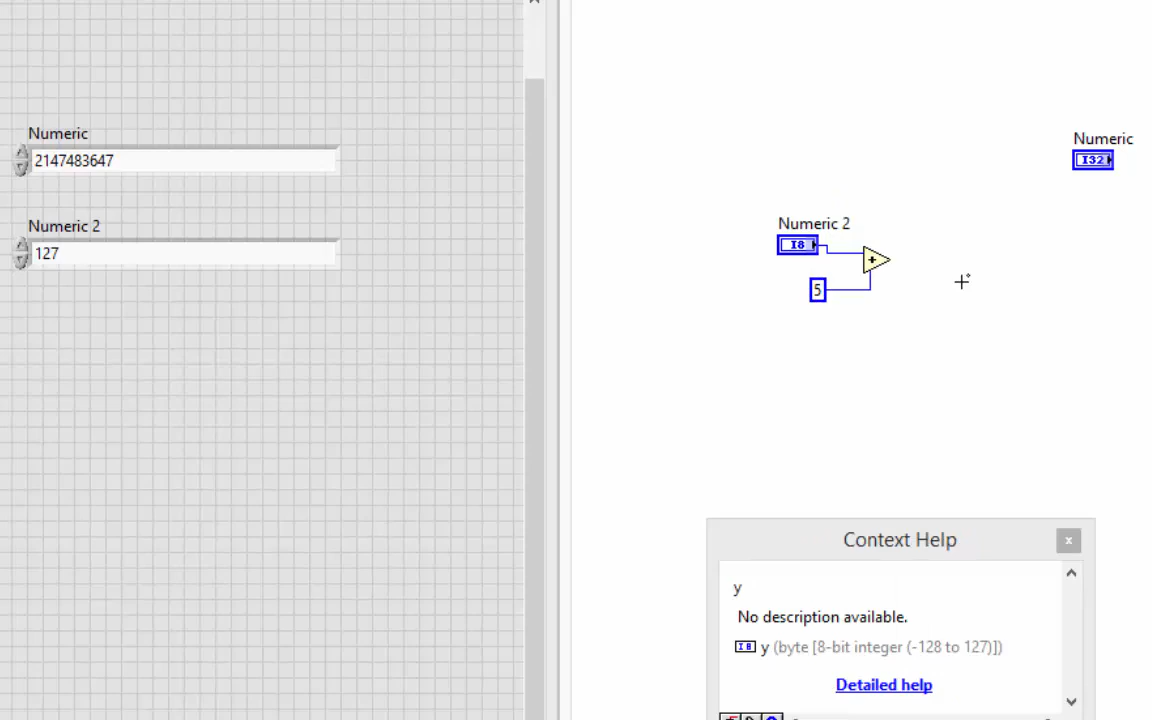 Numeric
2147483647
Numeric 2
127
Numeric
I32
Numeric 2
I8
+
5
Context Help
x
y
No description available.
I8 y (byte [8-bit integer (-128 to 127)])
Detailed help